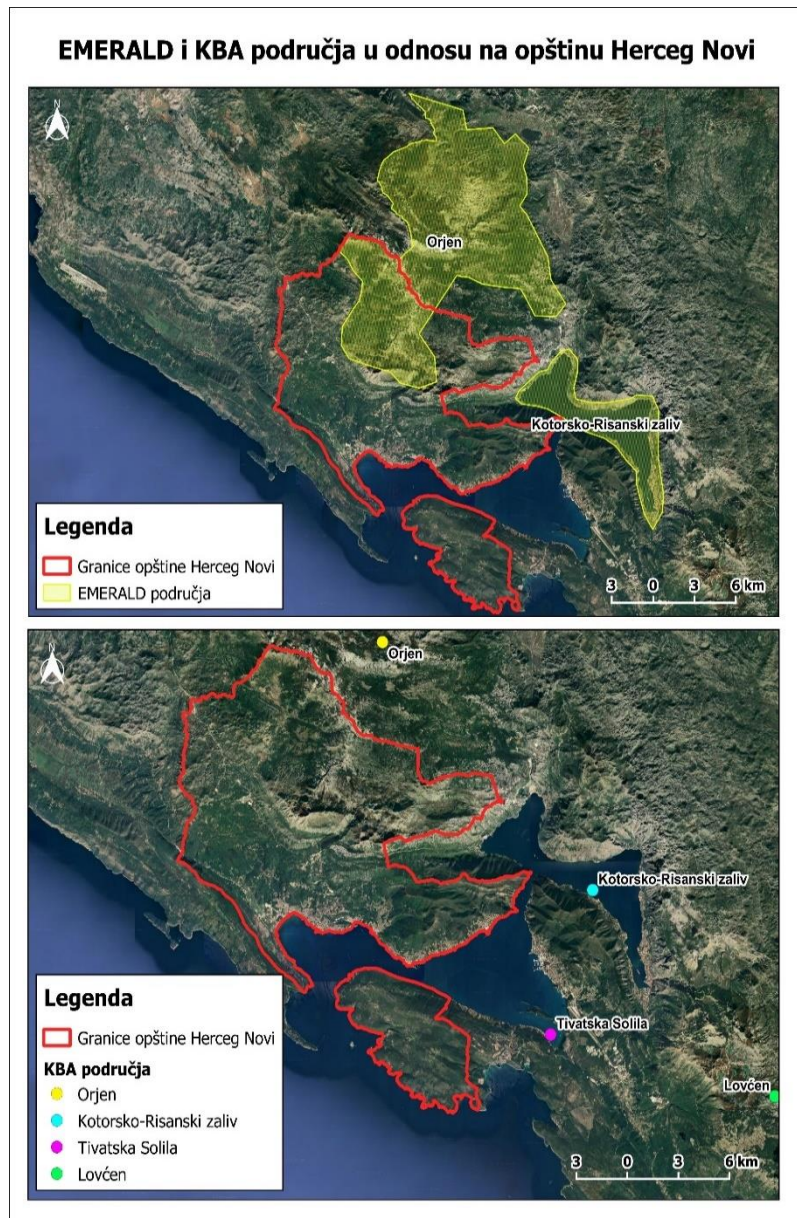 EMERALD i KBA područja u odnosu na opštinu Herceg Novi
N
Orjen
Kotorsko-Risanski zaliv
Legenda
Granice opštine Herceg Novi
EMERALD područja
3 0 3 6 km
N
Orjen
Kotorsko-Risanski zaliv
Tivatska Solila
Lovćen
Legenda
Granice opštine Herceg Novi
KBA područja
Orjen
Kotorsko-Risanski zaliv
Tivatska Solila
Lovćen
3 0 3 6 km